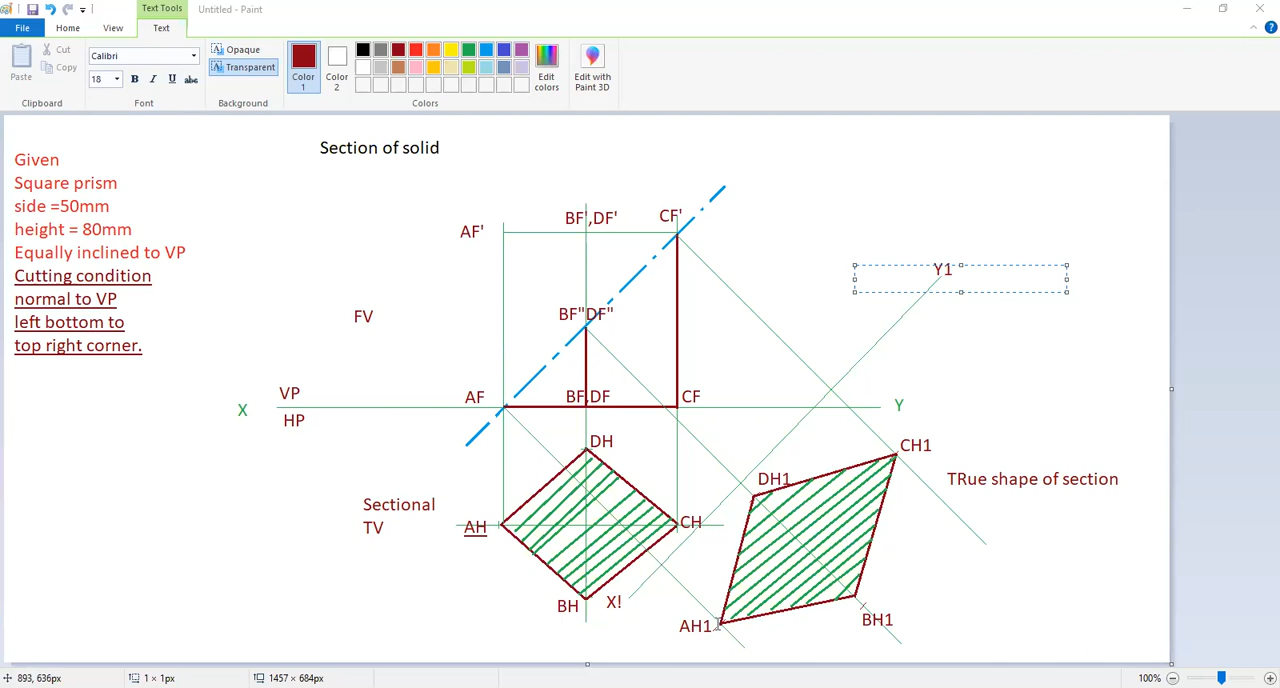 Text Tools
Untitled - Paint
File
Home
View
Text
Paste
Cut
Copy
Clipboard
Calibri
18
B I U abc
Font
Opaque
Transparent
Background
Color 1
Color 2
Edit colors
Colors
Edit with Paint 3D
Section of solid
Given
Square prism
side =50mm
height = 80mm
Equally inclined to VP
Cutting condition
normal to VP
left bottom to
top right corner.
AF'
BF',DF'
CF'
Y1
FV
BF"DF"
VP
HP
X
AF
BF,DF
CF
Y
DH
CH1
DH1
TRue shape of section
Sectional
TV
AH
CH
BH
X!
AH1
BH1
893, 636px
1 × 1px
1457 × 684px
100%